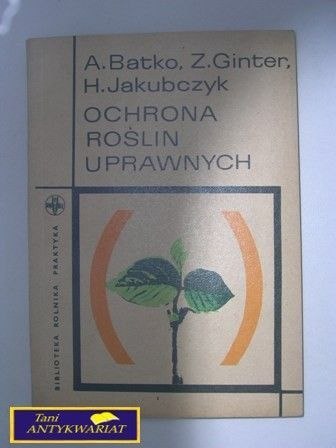 A.Batko, Z.Ginter,
H.Jakubczyk
OCHRONA
ROŚLIN
UPRAWNYCH
BIBLIOTEKA ROLNIKA PRAKTYKA
Tani
ANTYKWARIAT